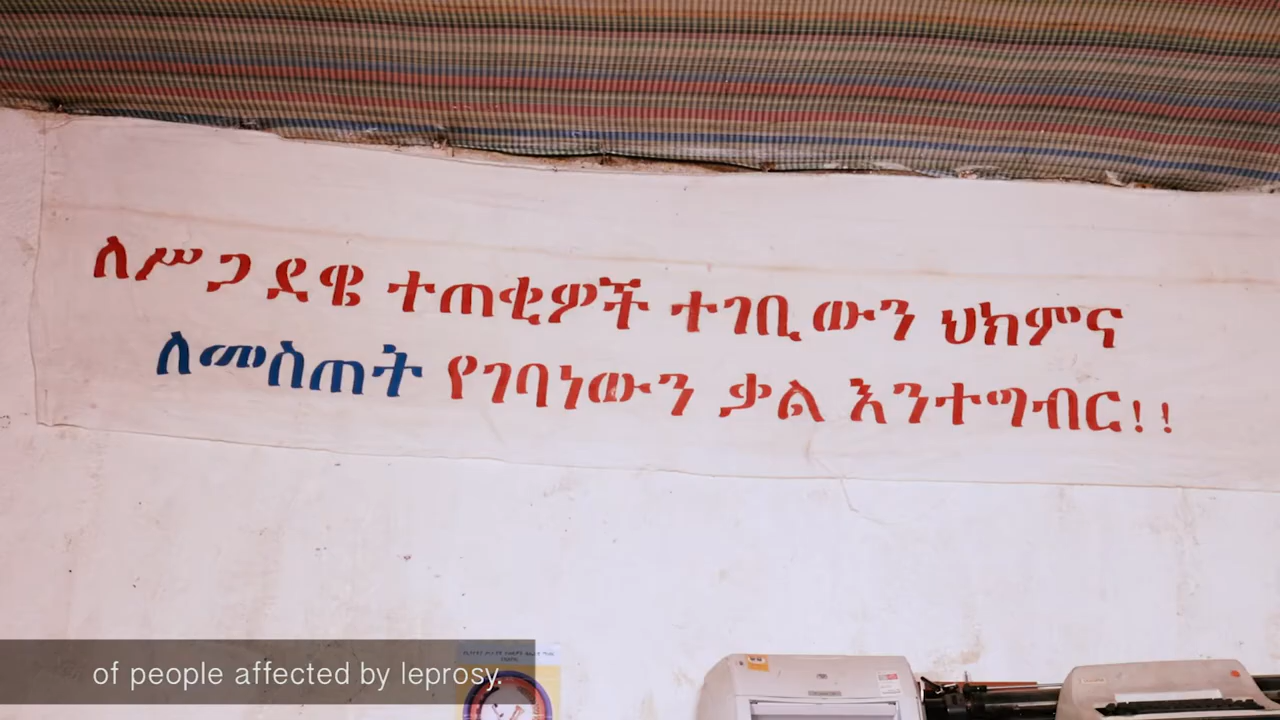 ለሥጋ ደዌ ተጠቂዎች ተገቢውን ህክምና
ለመስጠት የገባነውን ቃል እንተግብር!!
of people affected by leprosy.